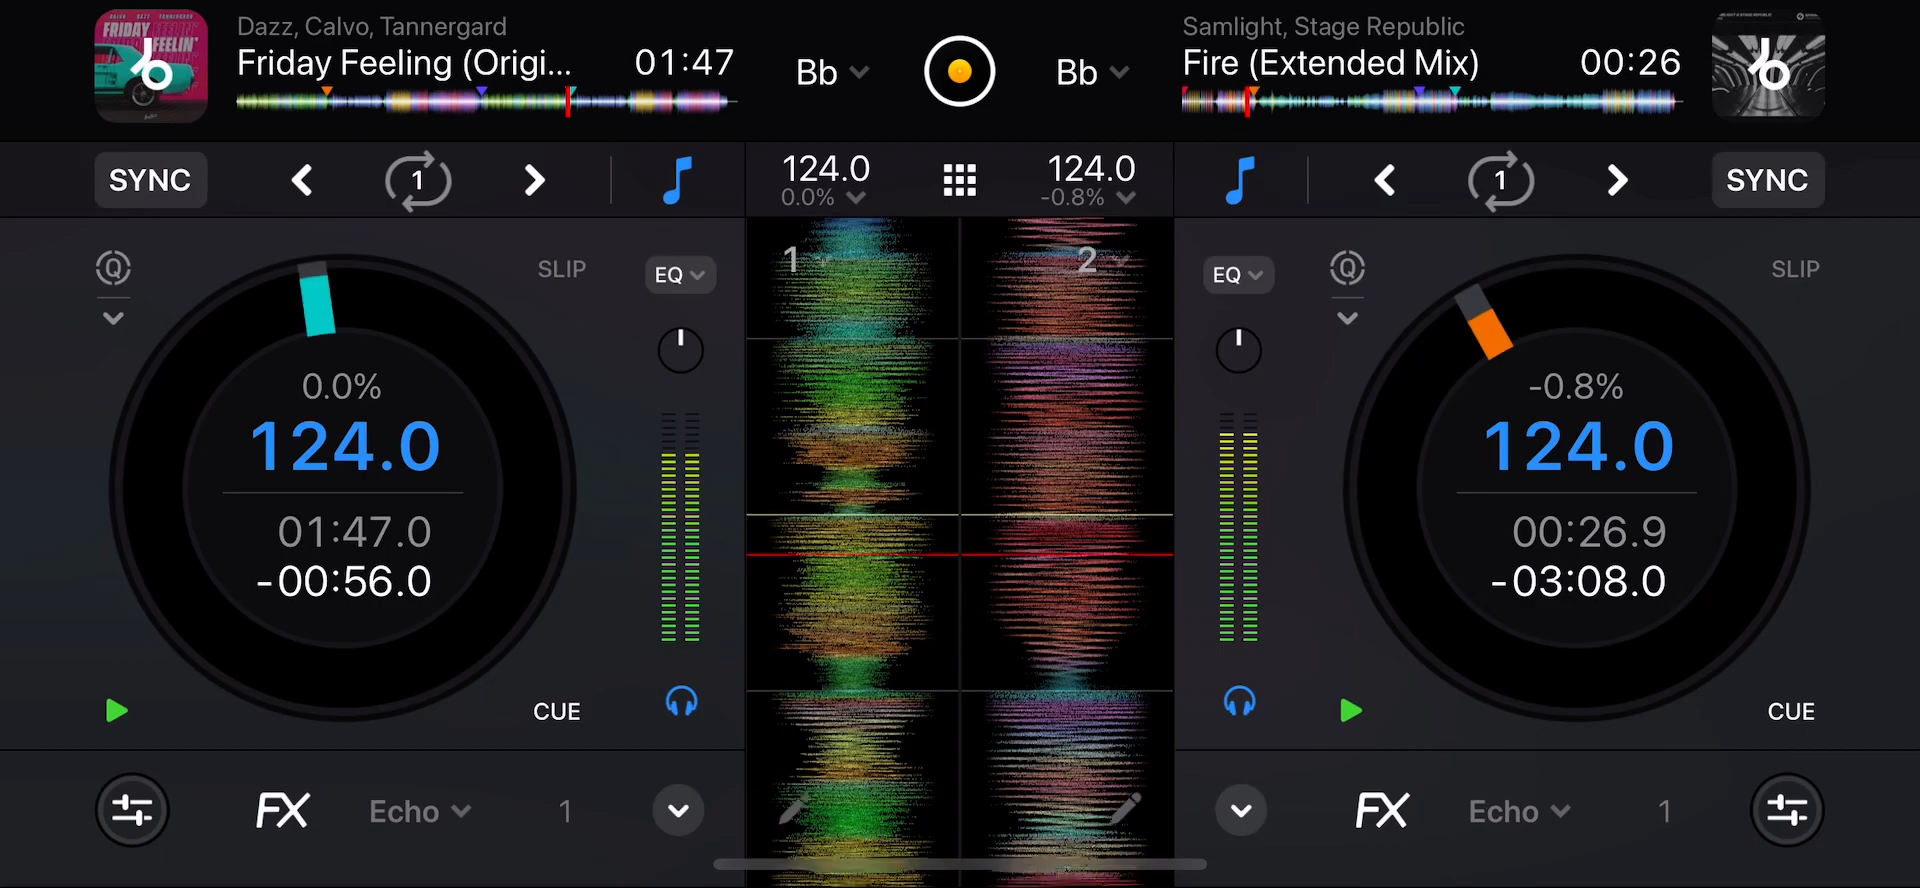 FRIDAY FEELIN'
Dazz, Calvo, Tannergard
Friday Feeling (Origi...
01:47
Bb
Bb
Samlight, Stage Republic
Fire (Extended Mix)
00:26
SYNC
1
124.0
0.0%
124.0
-0.8%
1
SYNC
Q
SLIP
EQ
1
2
EQ
Q
SLIP
0.0%
124.0
01:47.0
-00:56.0
-0.8%
124.0
00:26.9
-03:08.0
CUE
CUE
FX
Echo
1
FX
Echo
1